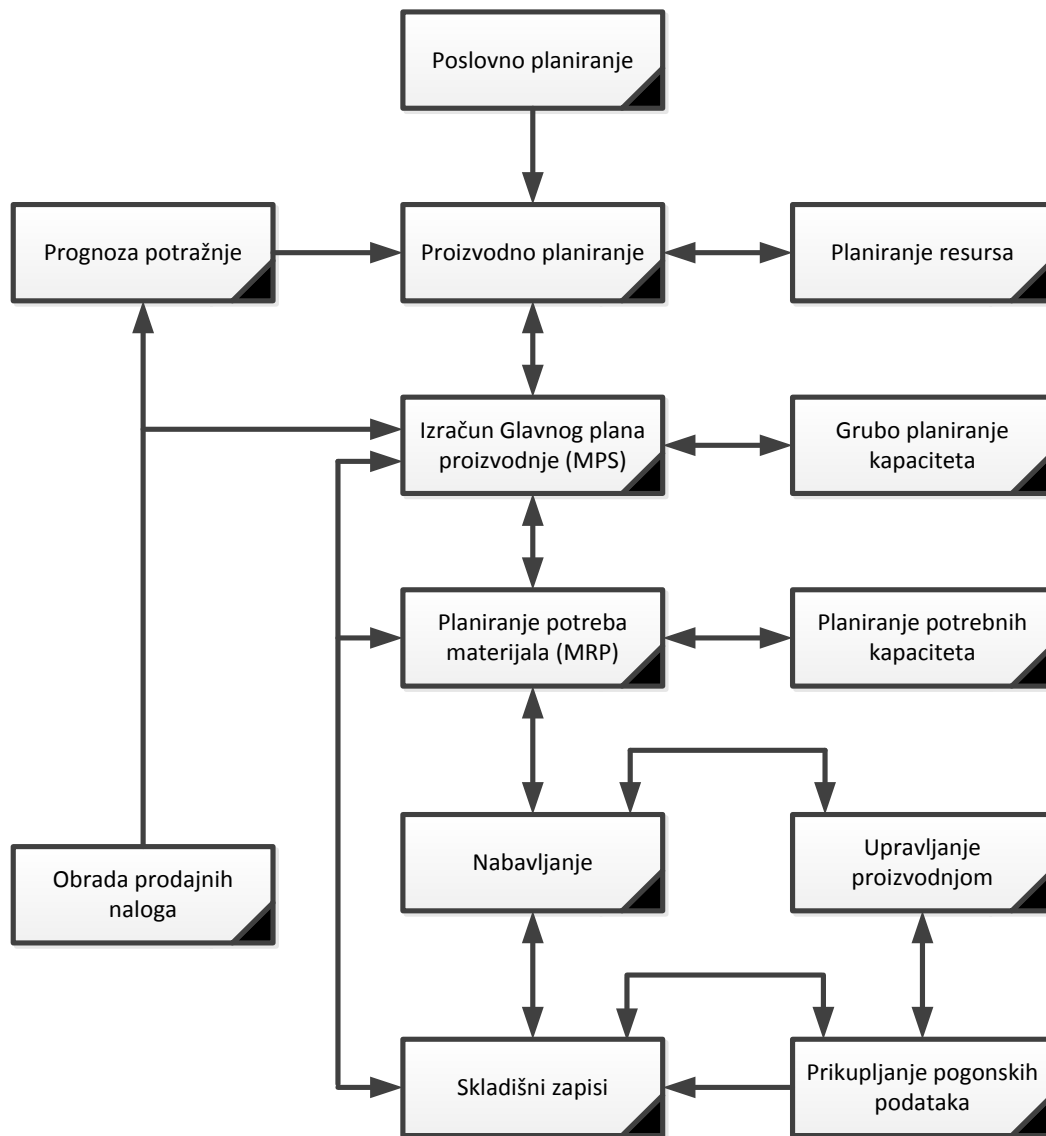 Poslovno planiranje
Prognoza potražnje
Proizvodno planiranje
Planiranje resursa
Izračun Glavnog plana
proizvodnje (MPS)
Grubo planiranje
kapaciteta
Planiranje potreba
materijala (MRP)
Planiranje potrebnih
kapaciteta
Obrada prodajnih
naloga
Nabavljanje
Upravljanje
proizvodnjom
Skladišni zapisi
Prikupljanje pogonskih
podataka